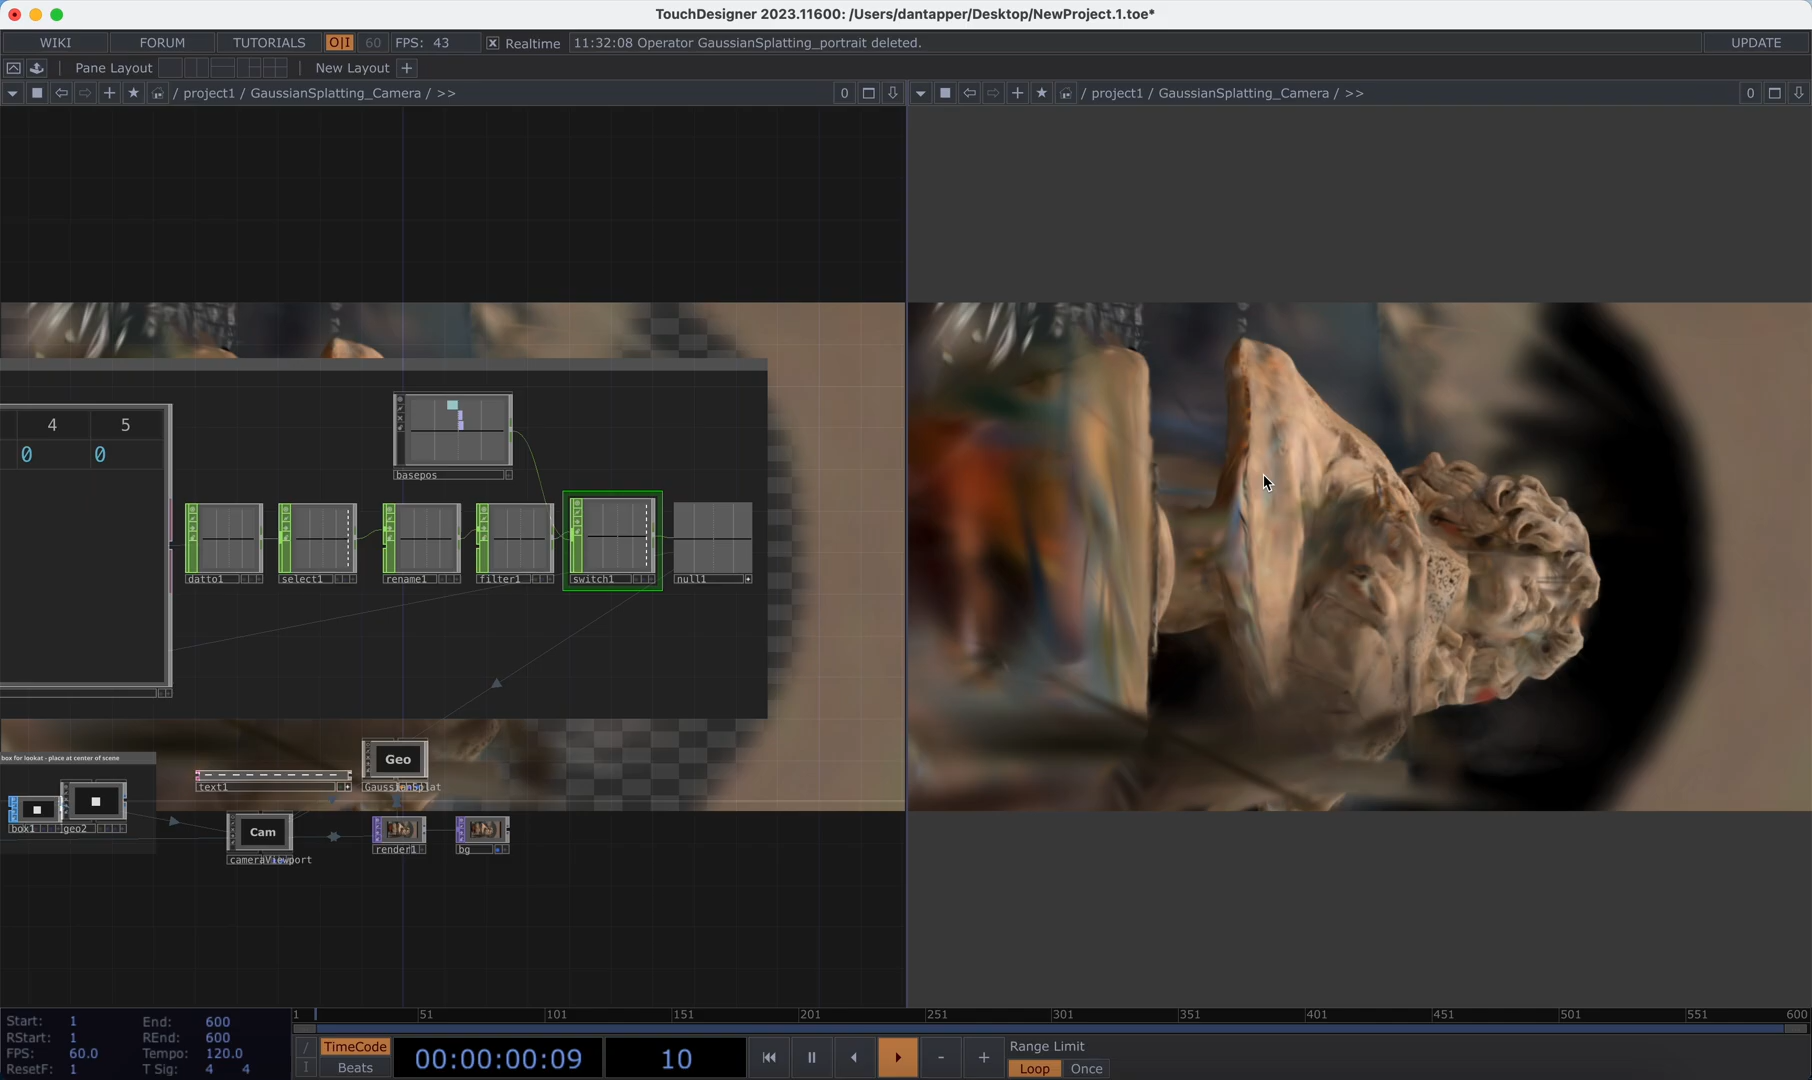 TouchDesigner 2023.11600: /Users/dantapper/Desktop/NewProject.1.toe*
WIKI FORUM TUTORIALS O|I 60 FPS: 43 Realtime 11:32:08 Operator GaussianSplatting_portrait deleted. UPDATE
Pane Layout New Layout +
/ project1 / GaussianSplatting_Camera / >> 0
/ project1 / GaussianSplatting_Camera / >> 0
4 5
0 0
basepos
datto1 select1 rename1 filter1 switch1 null1
box for lookat - place at center of scene
Geo
text1
box1 geo2
Cam
cameraViewport
render1 bg
1 51 101 151 201 251 301 351 401 451 501 551 600
Start: 1 End: 600
RStart: 1 REnd: 600
FPS: 60.0 Tempo: 120.0
ResetF: 1 T Sig: 4 4
TimeCode
Beats
00:00:00:09 10
- +
Range Limit
Loop Once